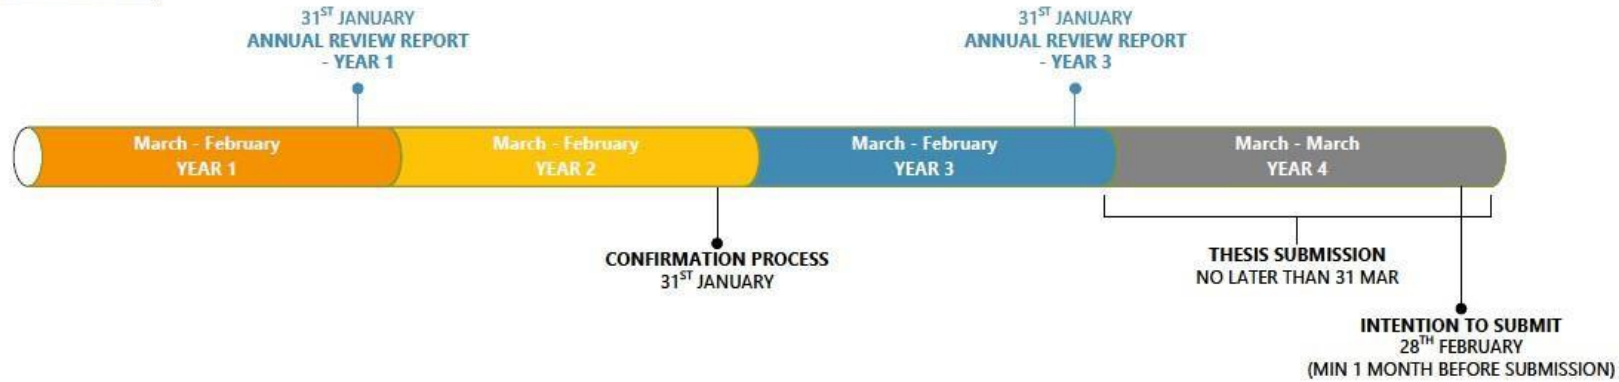 31ST JANUARY
ANNUAL REVIEW REPORT
- YEAR 1
31ST JANUARY
ANNUAL REVIEW REPORT
- YEAR 3
March - February
YEAR 1
March - February
YEAR 2
March - February
YEAR 3
March - March
YEAR 4
CONFIRMATION PROCESS
31ST JANUARY
THESIS SUBMISSION
NO LATER THAN 31 MAR
INTENTION TO SUBMIT
28TH FEBRUARY
(MIN 1 MONTH BEFORE SUBMISSION)